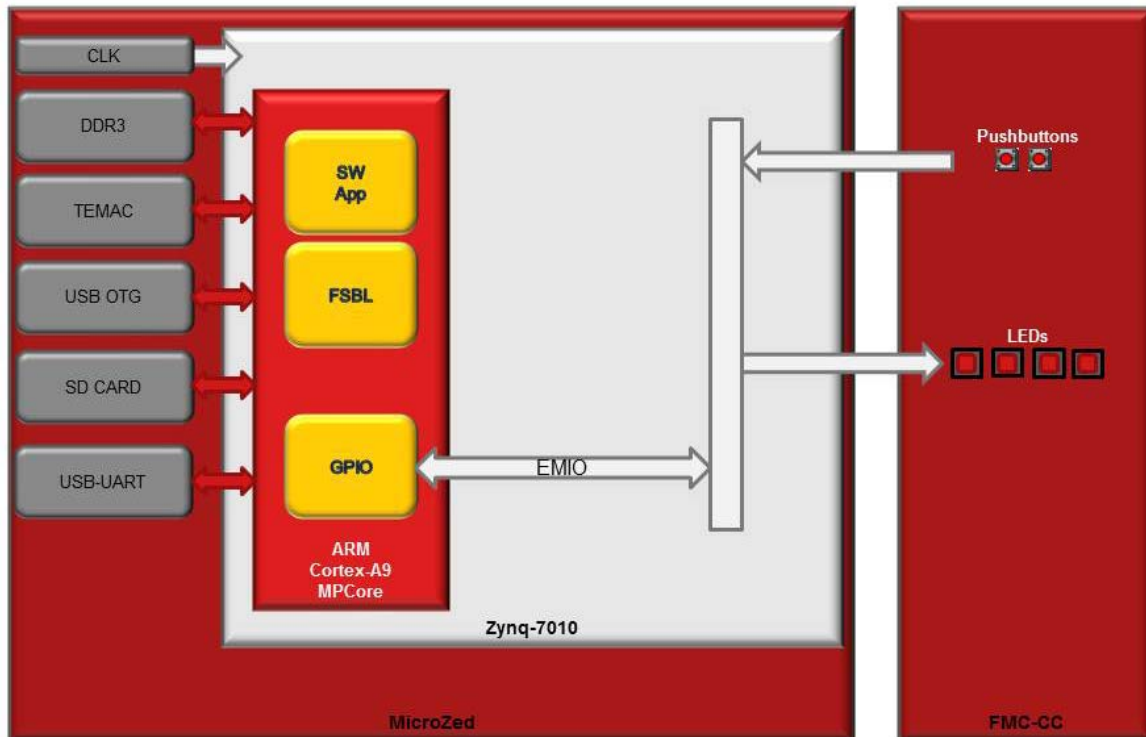 CLK
DDR3
TEMAC
USB OTG
SD CARD
USB-UART
SW
App
FSBL
GPIO
ARM
Cortex-A9
MPCore
EMIO
Zynq-7010
MicroZed
Pushbuttons
LEDs
FMC-CC